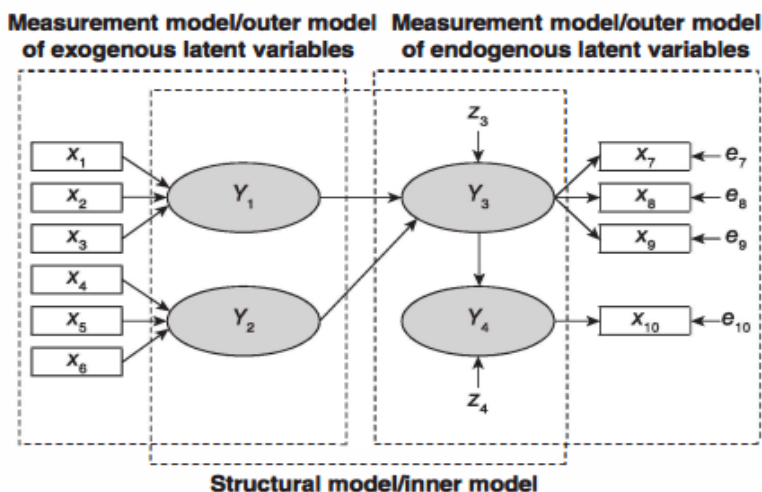 Measurement model/outer model
of exogenous latent variables
Measurement model/outer model
of endogenous latent variables
z₃
x₁
x₂
x₃
x₄
x₅
x₆
Y₁
Y₂
Y₃
Y₄
x₇
x₈
x₉
x₁₀
e₇
e₈
e₉
e₁₀
z₄
Structural model/inner model